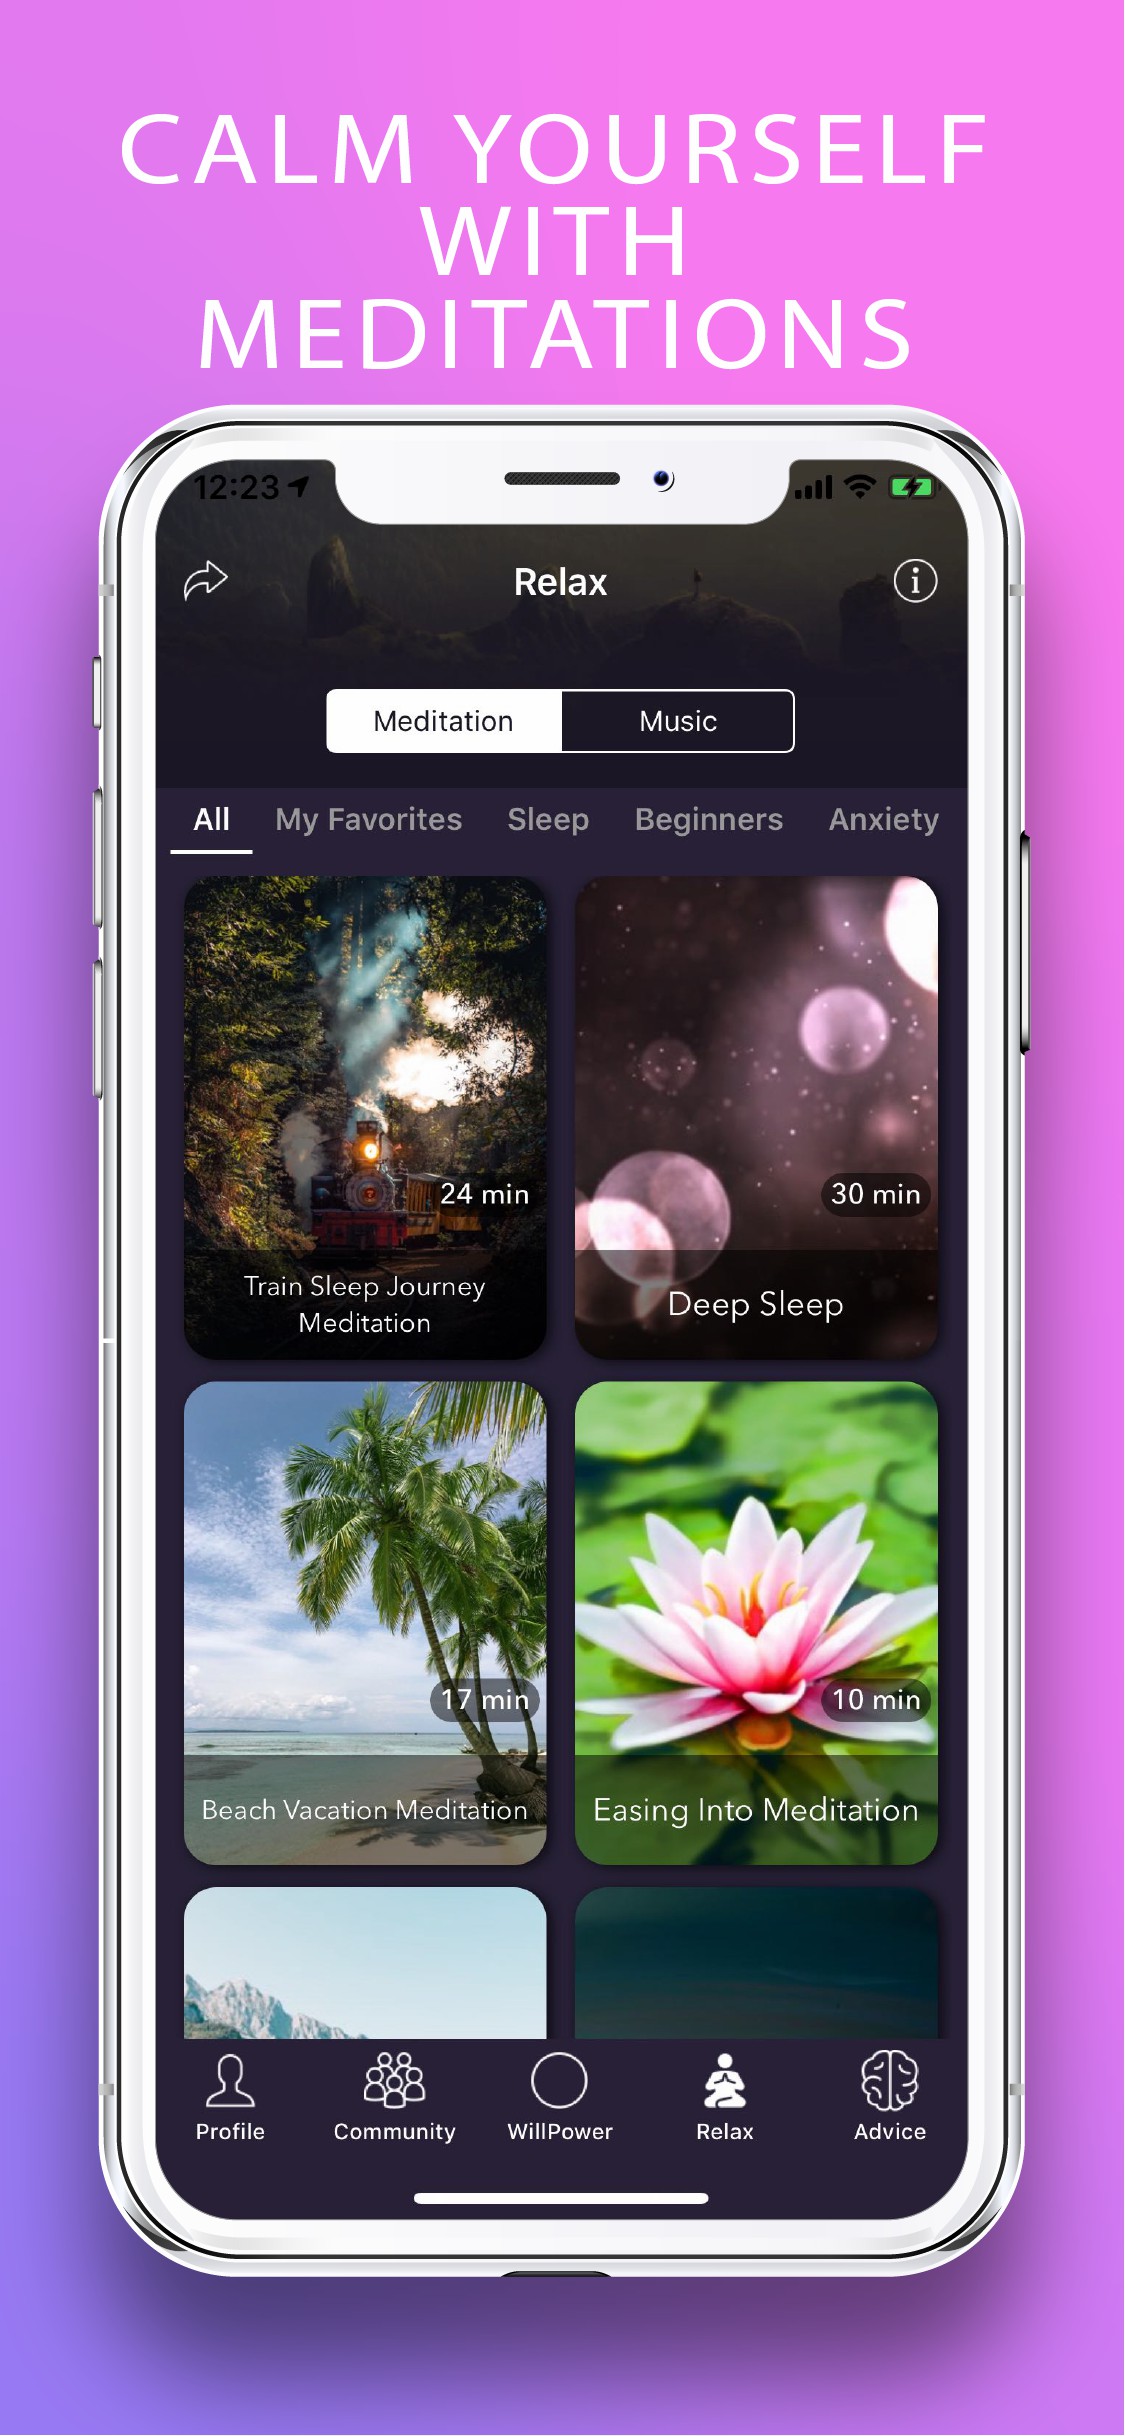 CALM YOURSELF
WITH
MEDITATIONS
12:23
Relax
Meditation
Music
All
My Favorites
Sleep
Beginners
Anxiety
24 min
Train Sleep Journey
Meditation
30 min
Deep Sleep
17 min
Beach Vacation Meditation
10 min
Easing Into Meditation
Profile
Community
WillPower
Relax
Advice